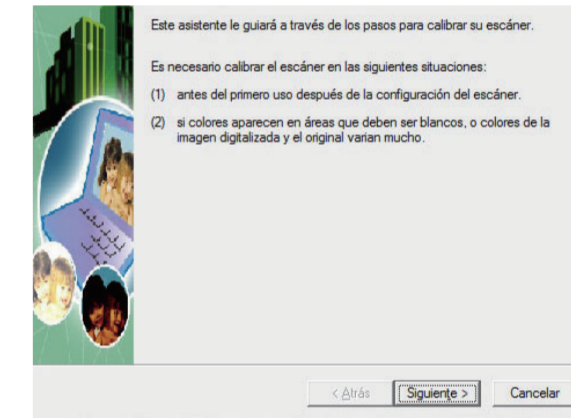 Este asistente le guiará a través de los pasos para calibrar su escáner.
Es necesario calibrar el escáner en las siguientes situaciones:
(1) antes del primero uso después de la configuración del escáner.
(2) si colores aparecen en áreas que deben ser blancos, o colores de la
imagen digitalizada y el original varian mucho.
< Atrás Siguiente > Cancelar